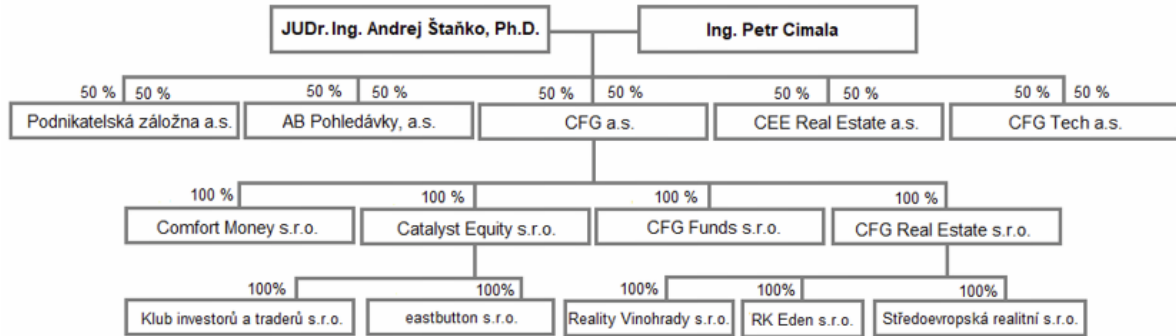 JUDr. Ing. Andrej Štaňko, Ph.D. Ing. Petr Cimala
50 % 50 % 50 % 50 % 50 % 50 % 50 % 50 % 50 % 50 %
Podnikatelská záložna a.s. AB Pohledávky, a.s. CFG a.s. CEE Real Estate a.s. CFG Tech a.s.
100 % 100 % 100 % 100 %
Comfort Money s.r.o. Catalyst Equity s.r.o. CFG Funds s.r.o. CFG Real Estate s.r.o.
100% 100% 100% 100% 100%
Klub investorů a traderů s.r.o. eastbutton s.r.o. Reality Vinohrady s.r.o. RK Eden s.r.o. Středoevropská realitní s.r.o.